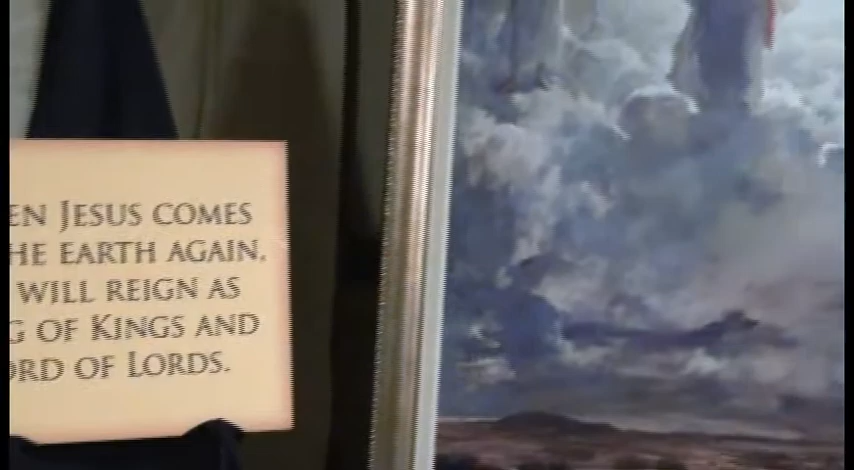 EN JESUS COMES
HE EARTH AGAIN,
WILL REIGN AS
G OF KINGS AND
ORD OF LORDS.